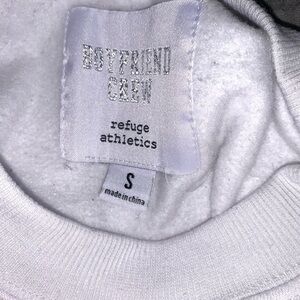 BOYFRIEND
CREW
refuge
athletics
S
made in china